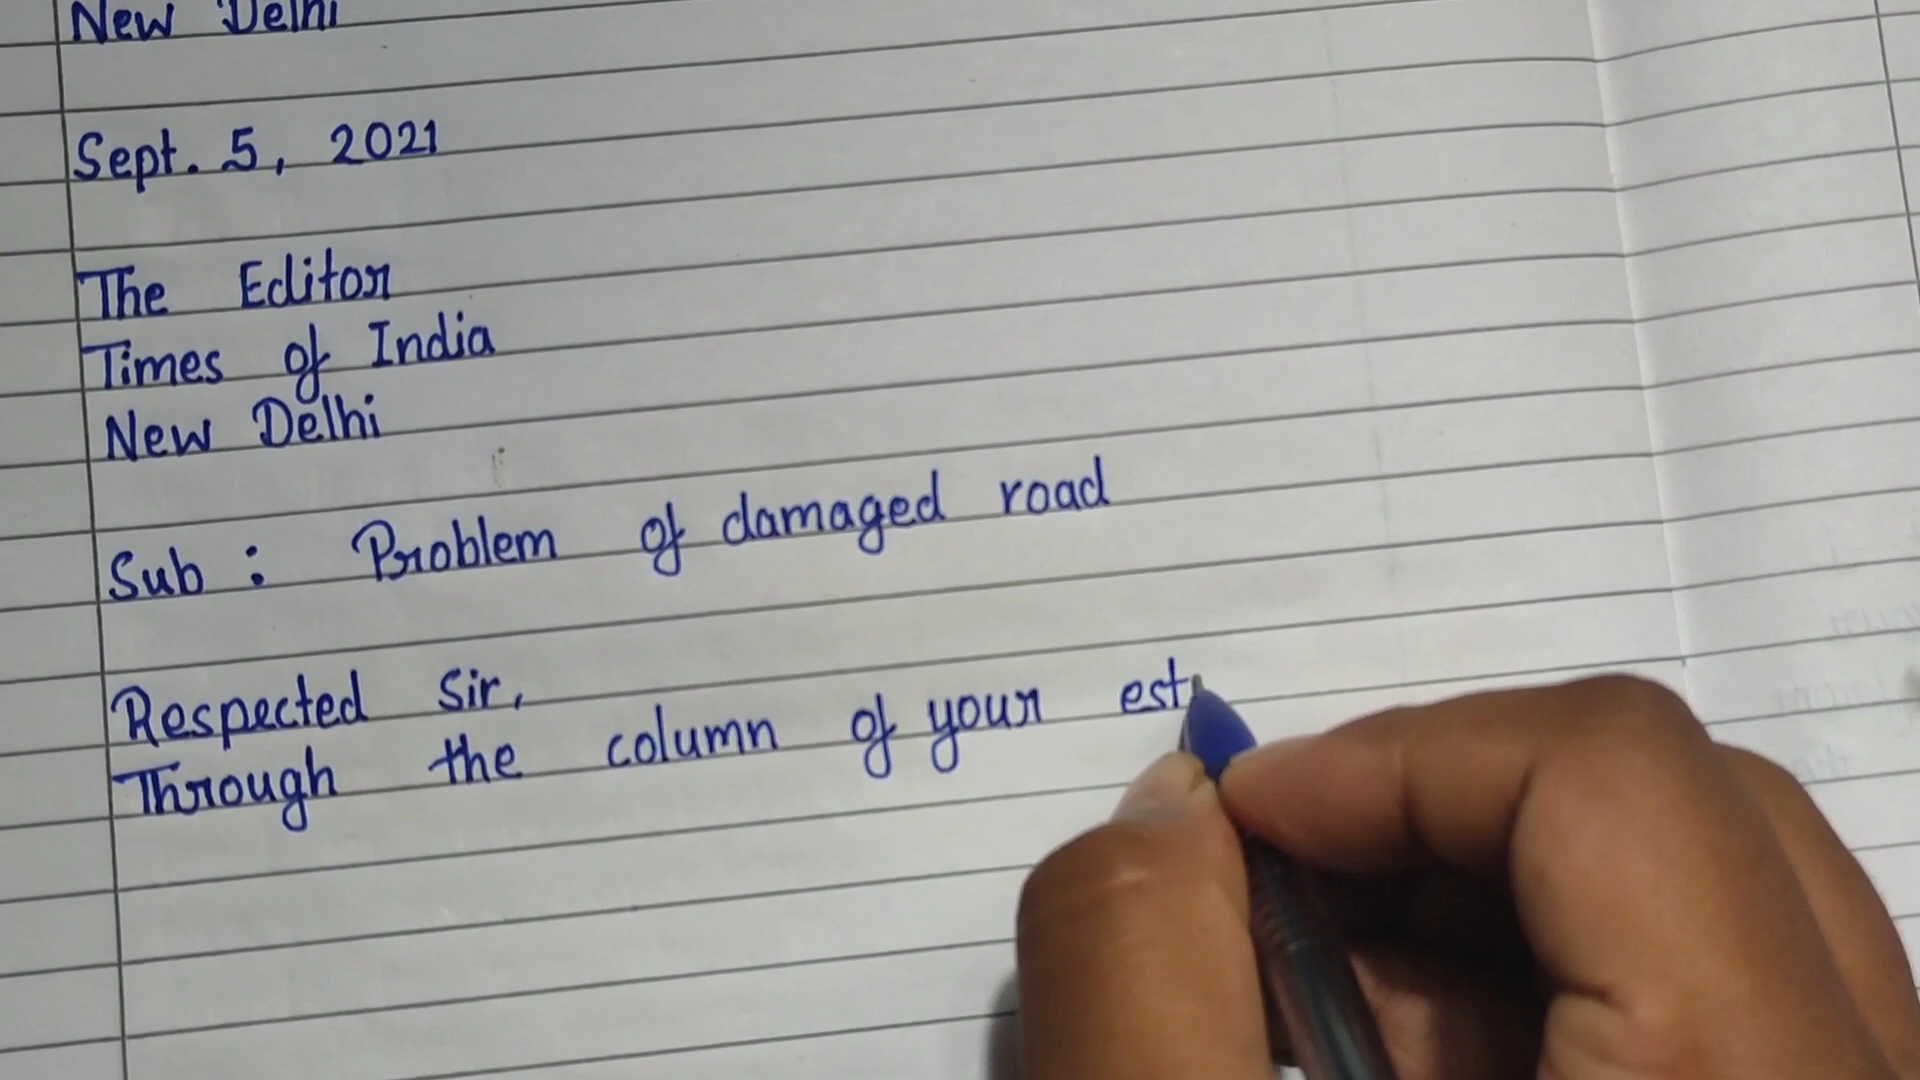 New Delhi
Sept. 5, 2021
The Editor
Times of India
New Delhi
Sub : Problem of damaged road
Respected Sir,
Through the column of your est